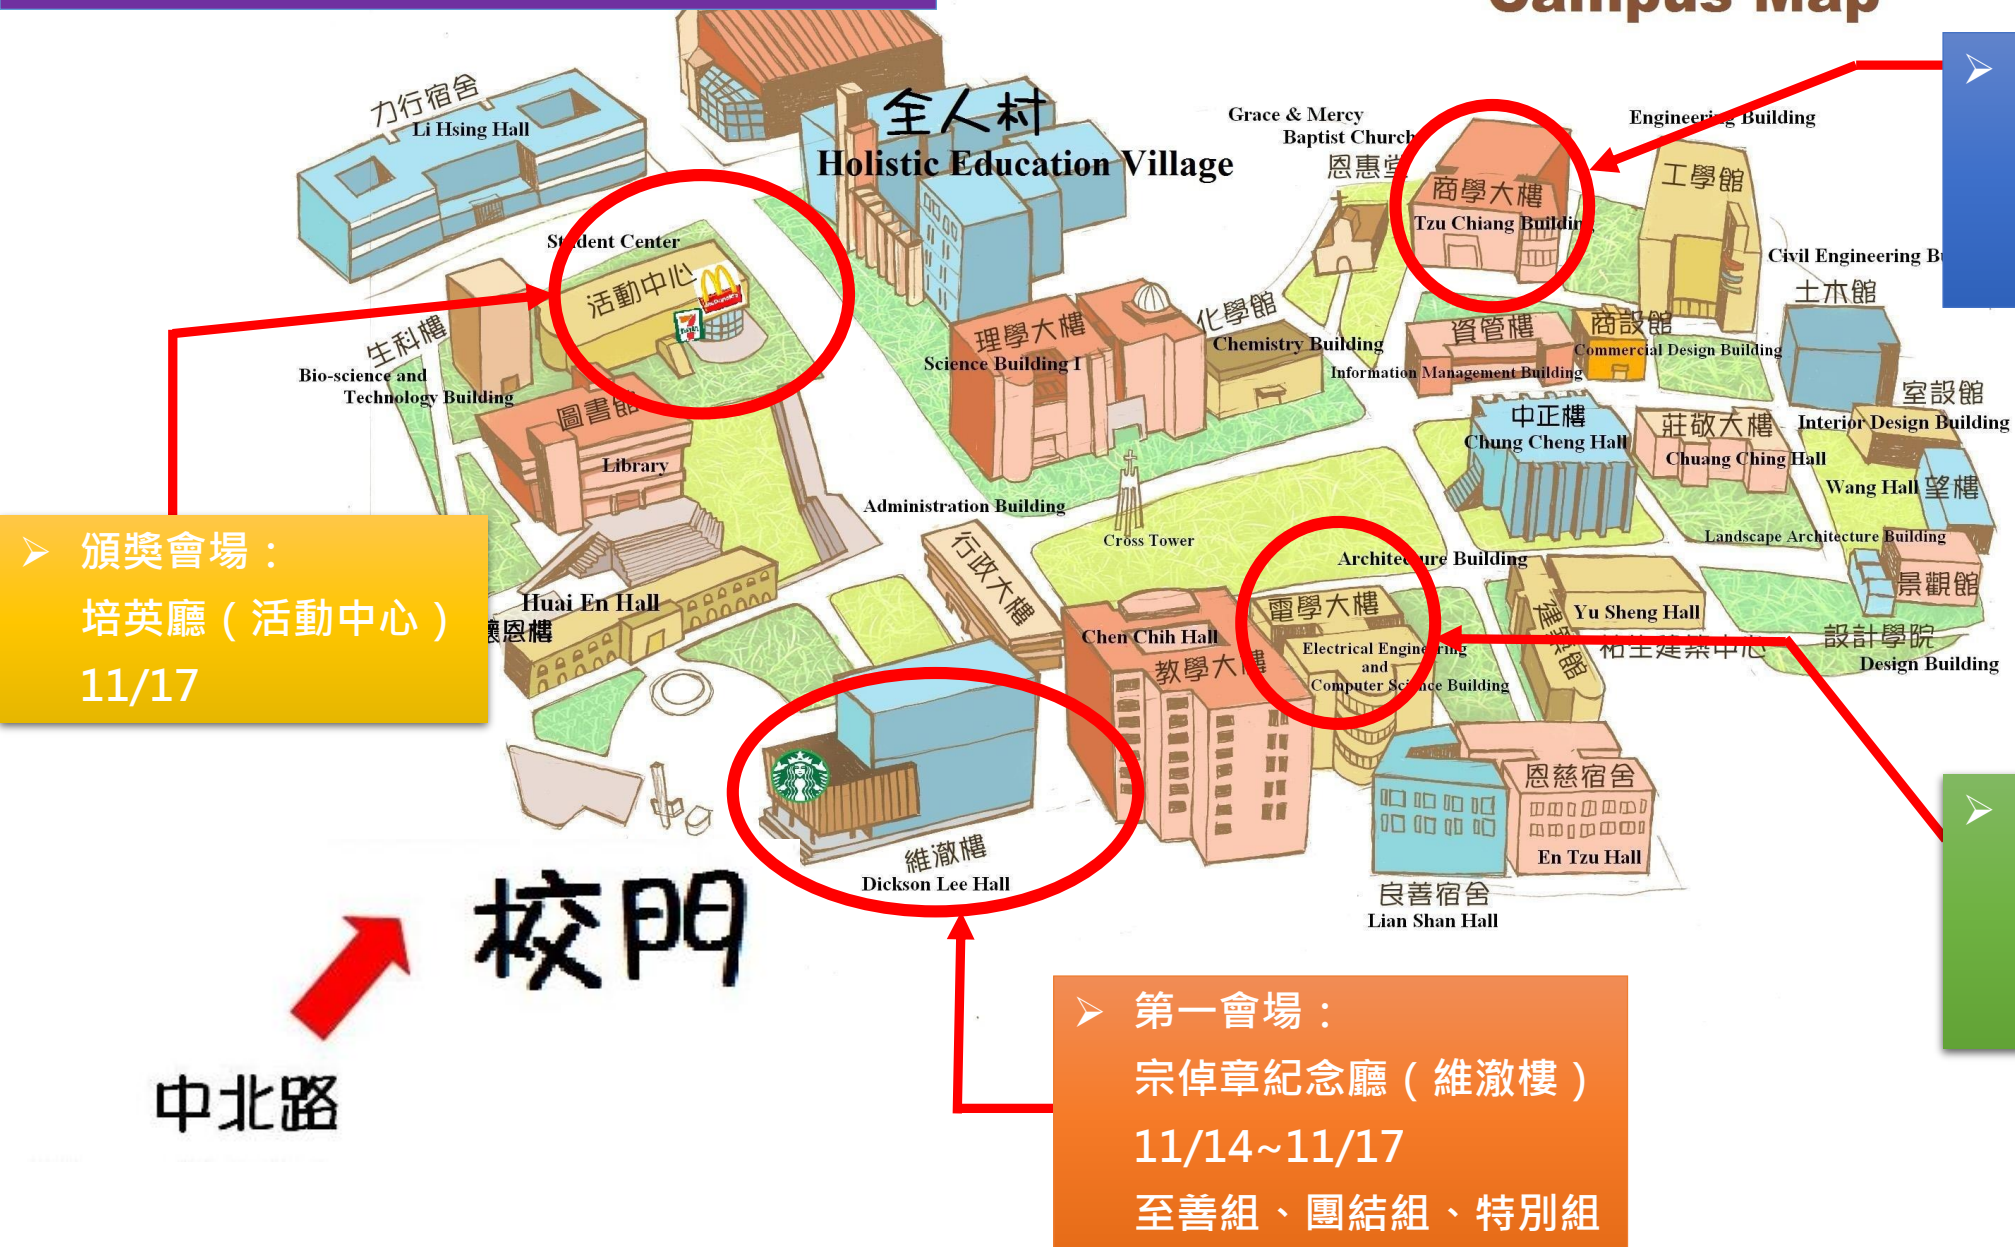 Campus Map
力行宿舍
Li Hsing Hall
全人村
Holistic Education Village
Grace & Mercy
Baptist Church
恩惠堂
商學大樓
Tzu Chiang Building
Engineering Building
工學館
Student Center
活動中心
Civil Engineering Bu
土木館
生科樓
Bio-science and
Technology Building
理學大樓
Science Building I
化學館
Chemistry Building
資管樓
Information Management Building
商設館
Commercial Design Building
室設館
Interior Design Building
圖書館
Library
中正樓
Chung Cheng Hall
莊敬大樓
Chuang Ching Hall
Wang Hall 望樓
Administration Building
行政大樓
Cross Tower
Landscape Architecture Building
景觀館
➢ 頒獎會場：
培英廳（活動中心）
11/17
Huai En Hall
懷恩樓
Architecture Building
建築館
Yu Sheng Hall
祐生建築中心
設計學院
Design Building
Chen Chih Hall
教學大樓
電學大樓
Electrical Engineering
and
Computer Science Building
維澈樓
Dickson Lee Hall
恩慈宿舍
En Tzu Hall
良善宿舍
Lian Shan Hall
校門
中北路
➢ 第一會場：
宗倬章紀念廳（維澈樓）
11/14~11/17
至善組、團結組、特別組